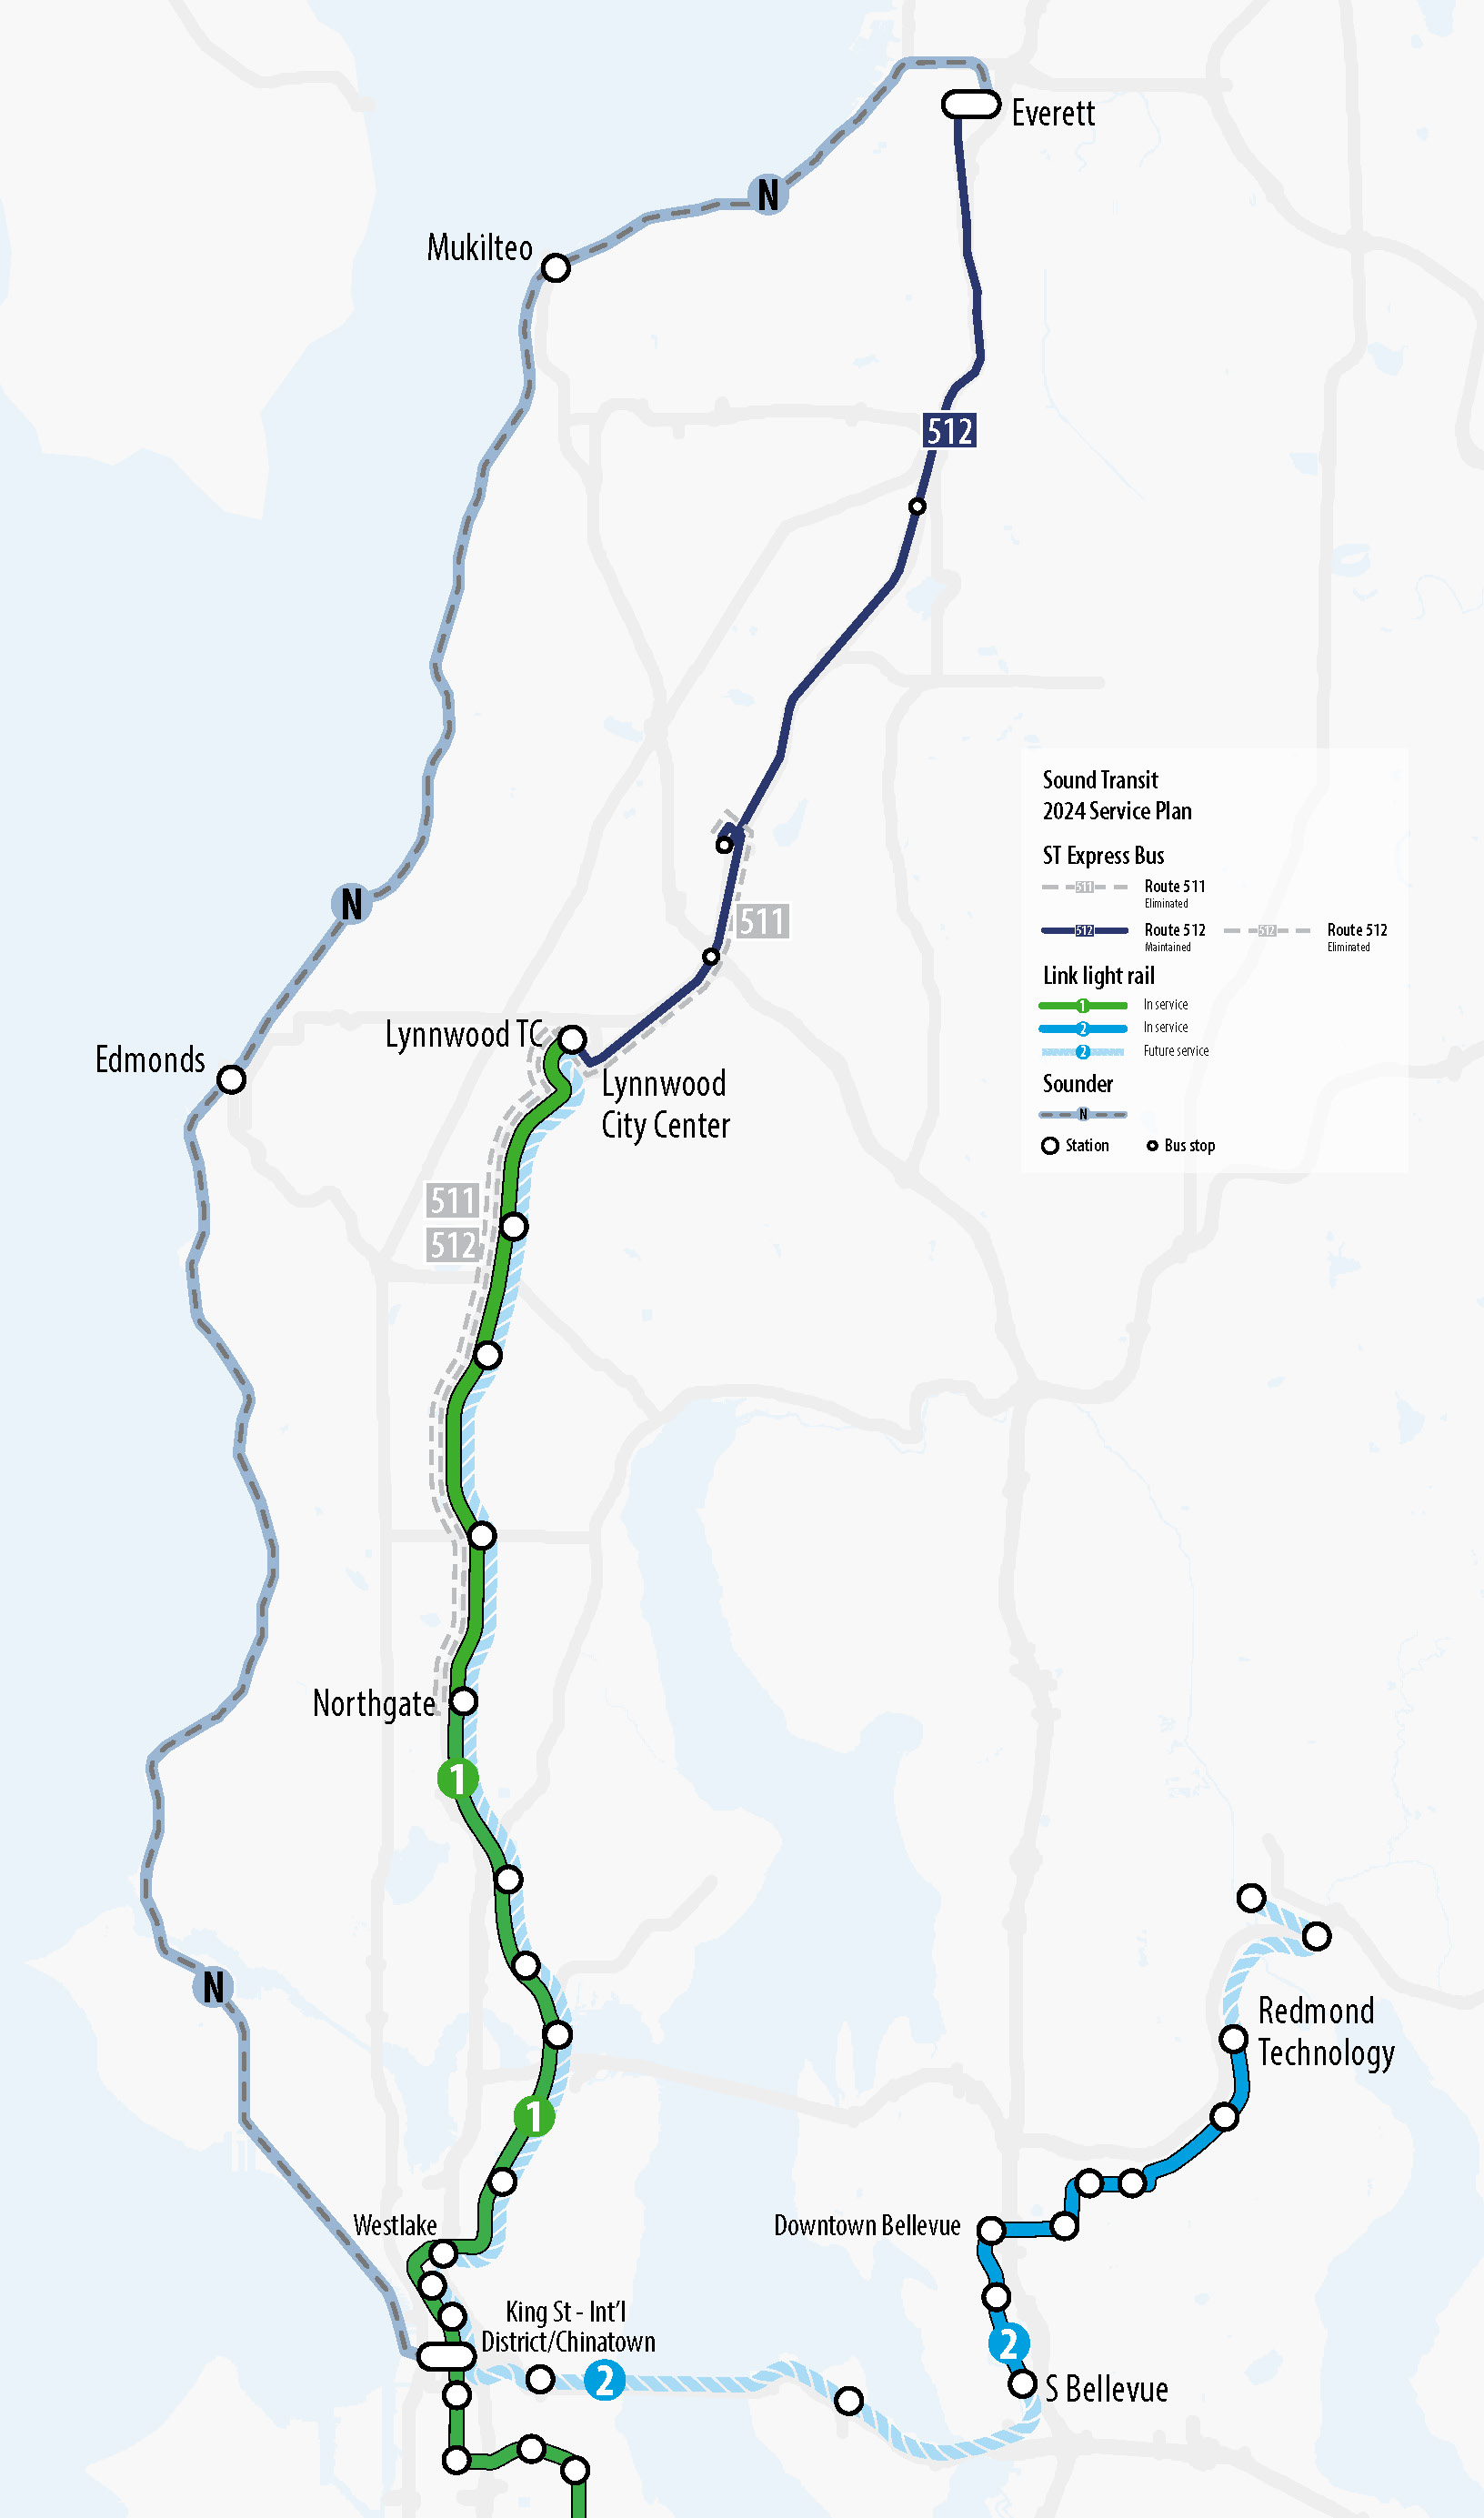 Everett
N
Mukilteo
512
Sound Transit
2024 Service Plan
ST Express Bus
511 Route 511
Eliminated
512 Route 512 512 Route 512
Maintained Eliminated
Link light rail
1 In service
2 In service
2 Future service
Sounder
N
Station Bus stop
N
511
Lynnwood TC
Edmonds
Lynnwood
City Center
511
512
Northgate
1
N
Redmond
Technology
1
Westlake
Downtown Bellevue
King St - Int'l
District/Chinatown
2
2
S Bellevue